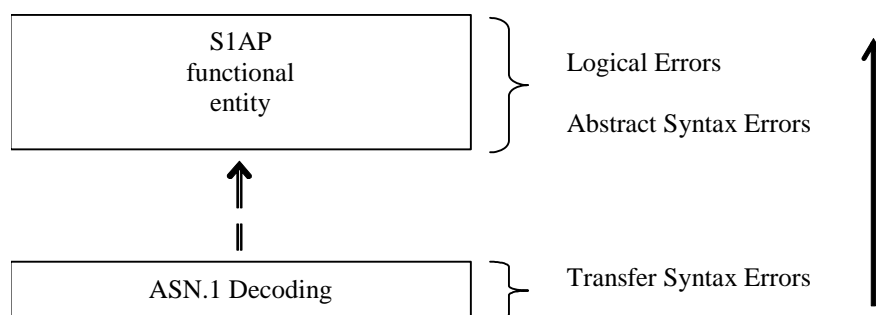 S1AP
functional
entity
Logical Errors
Abstract Syntax Errors
ASN.1 Decoding
Transfer Syntax Errors